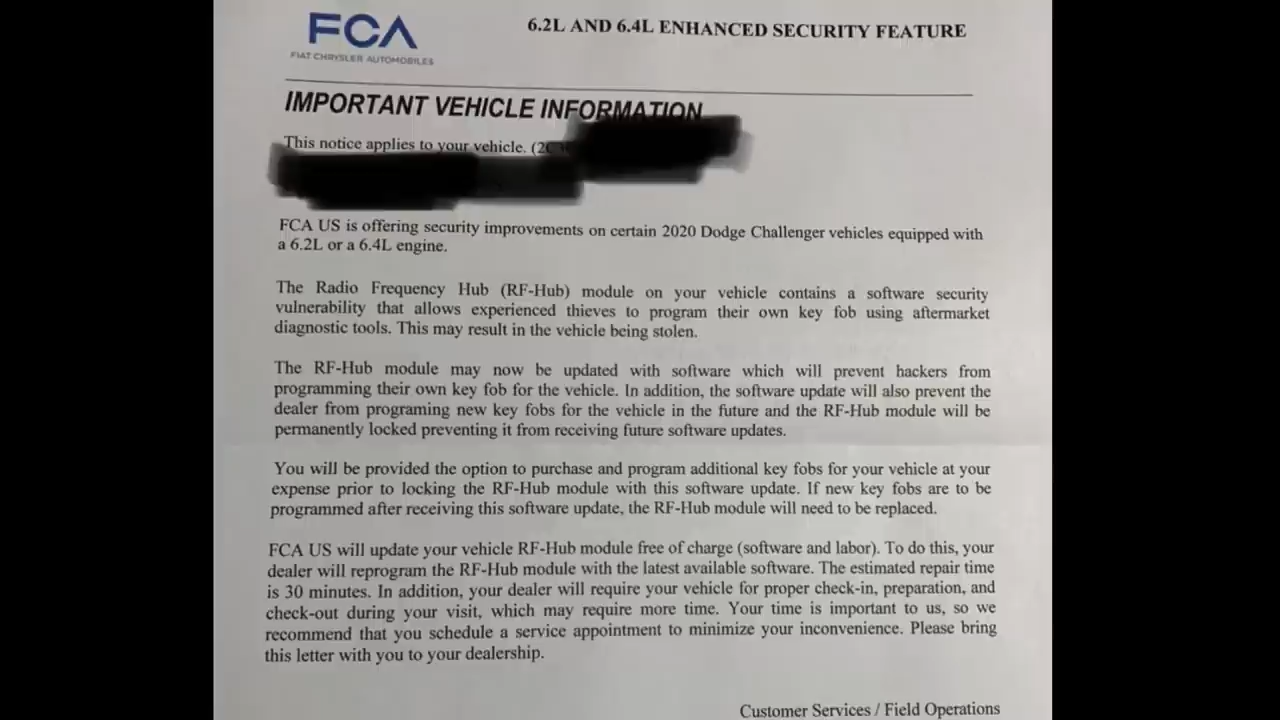 FCA
FIAT CHRYSLER AUTOMOBILES
6.2L AND 6.4L ENHANCED SECURITY FEATURE
IMPORTANT VEHICLE INFORMATION
This notice applies to your vehicle. (20
FCA US is offering security improvements on certain 2020 Dodge Challenger vehicles equipped with
a 6.2L or a 6.4L engine.
The Radio Frequency Hub (RF-Hub) module on your vehicle contains a software security
vulnerability that allows experienced thieves to program their own key fob using aftermarket
diagnostic tools. This may result in the vehicle being stolen.
The RF-Hub module may now be updated with software which will prevent hackers from
programming their own key fob for the vehicle. In addition, the software update will also prevent the
dealer from programing new key fobs for the vehicle in the future and the RF-Hub module will be
permanently locked preventing it from receiving future software updates.
You will be provided the option to purchase and program additional key fobs for your vehicle at your
expense prior to locking the RF-Hub module with this software update. If new key fobs are to be
programmed after receiving this software update, the RF-Hub module will need to be replaced.
FCA US will update your vehicle RF-Hub module free of charge (software and labor). To do this, your
dealer will reprogram the RF-Hub module with the latest available software. The estimated repair time
is 30 minutes. In addition, your dealer will require your vehicle for proper check-in, preparation, and
check-out during your visit, which may require more time. Your time is important to us, so we
recommend that you schedule a service appointment to minimize your inconvenience. Please bring
this letter with you to your dealership.
Customer Services / Field Operations